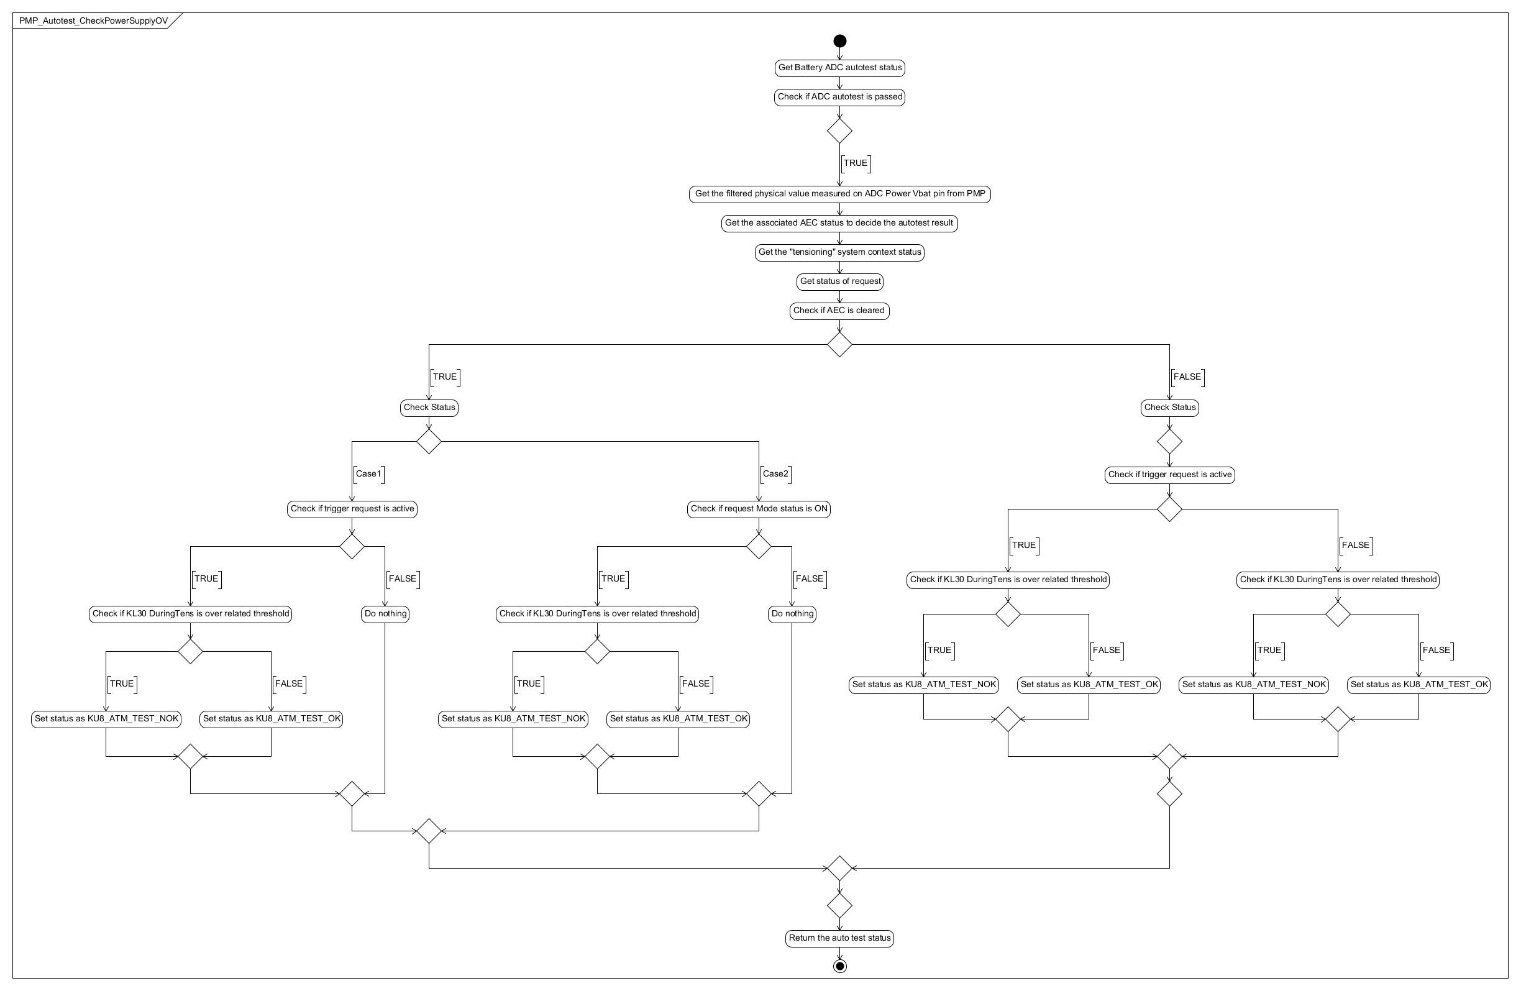 PMP_Autotest_CheckPowerSupplyOV
Get Battery ADC autotest status
Check if ADC autotest is passed
[TRUE]
Get the filtered physical value measured on ADC Power Vbat pin from PMP
Get the associated AEC status to decide the autotest result
Get the "tensioning" system context status
Get status of request
Check if AEC is cleared
[TRUE]
[FALSE]
Check Status
Check Status
[Case1]
[Case2]
Check if trigger request is active
Check if trigger request is active
Check if request Mode status is ON
[TRUE]
[FALSE]
[TRUE]
[FALSE]
[TRUE]
[FALSE]
Check if KL30 DuringTens is over related threshold
Check if KL30 DuringTens is over related threshold
Check if KL30 DuringTens is over related threshold
Do nothing
Check if KL30 DuringTens is over related threshold
Do nothing
[TRUE]
[FALSE]
[TRUE]
[FALSE]
[TRUE]
[FALSE]
[TRUE]
[FALSE]
Set status as KU8_ATM_TEST_NOK
Set status as KU8_ATM_TEST_OK
Set status as KU8_ATM_TEST_NOK
Set status as KU8_ATM_TEST_OK
Set status as KU8_ATM_TEST_NOK
Set status as KU8_ATM_TEST_OK
Set status as KU8_ATM_TEST_NOK
Set status as KU8_ATM_TEST_OK
Return the auto test status